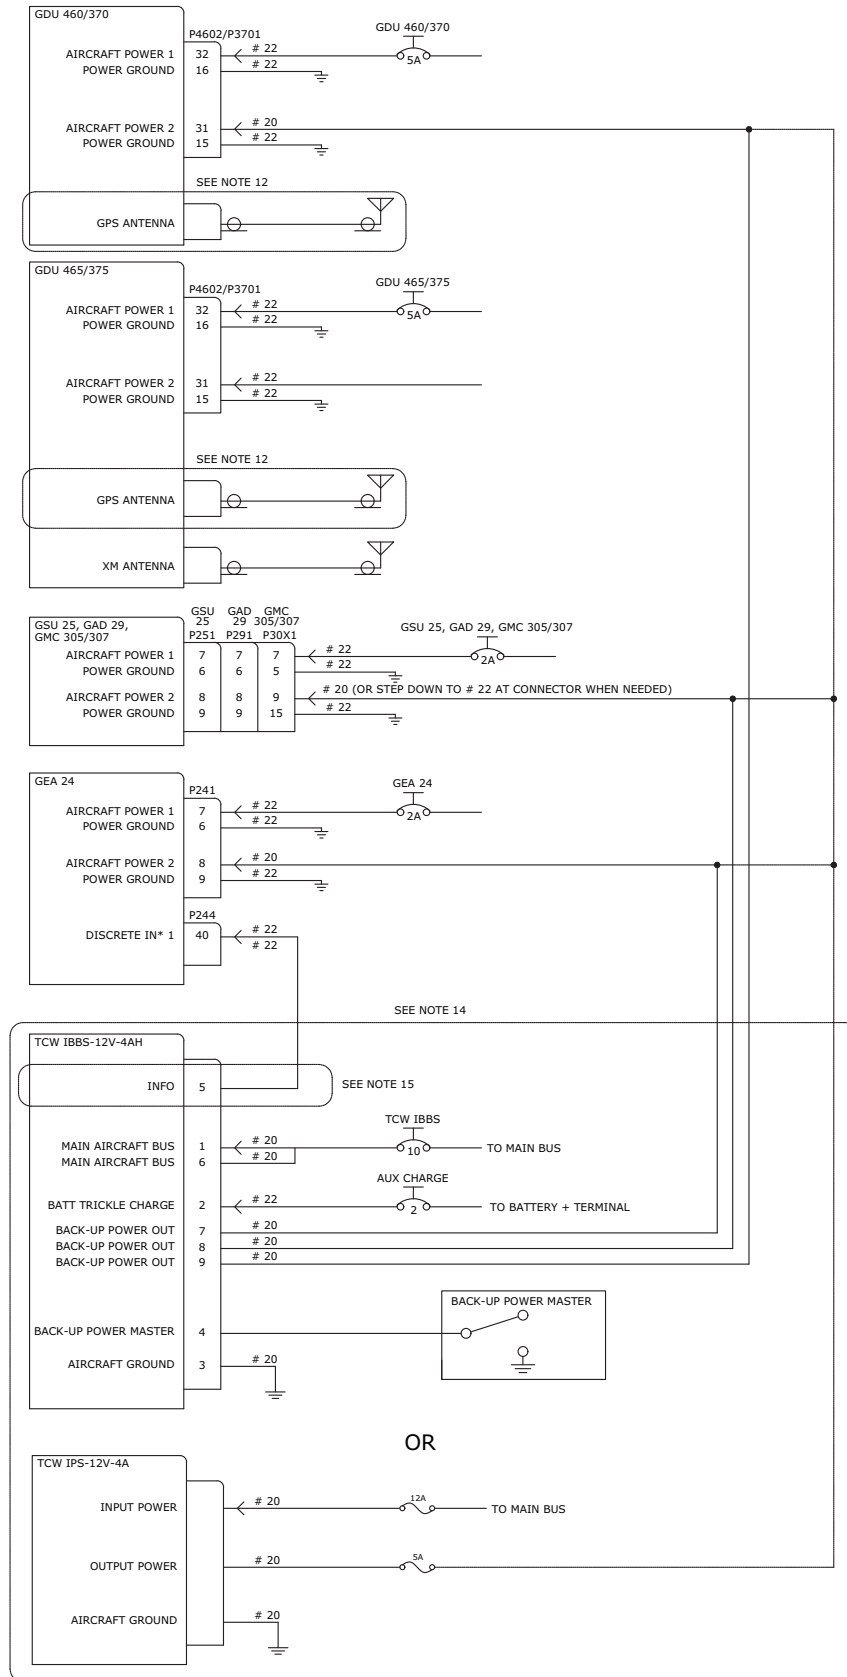 GDU 460/370
P4602/P3701
GDU 460/370
AIRCRAFT POWER 1 32 # 22
5A
POWER GROUND 16 # 22
AIRCRAFT POWER 2 31 # 20
POWER GROUND 15 # 22
SEE NOTE 12
GPS ANTENNA
GDU 465/375
P4602/P3701
GDU 465/375
AIRCRAFT POWER 1 32 # 22
5A
POWER GROUND 16 # 22
AIRCRAFT POWER 2 31 # 22
POWER GROUND 15 # 22
SEE NOTE 12
GPS ANTENNA
XM ANTENNA
GSU 25, GAD 29,
GMC 305/307
GSU GAD GMC
25 29 305/307
P251 P291 P30X1
GSU 25, GAD 29, GMC 305/307
AIRCRAFT POWER 1 7 7 7 # 22
2A
POWER GROUND 6 6 5 # 22
AIRCRAFT POWER 2 8 8 9 # 20 (OR STEP DOWN TO # 22 AT CONNECTOR WHEN NEEDED)
POWER GROUND 9 9 15 # 22
GEA 24
P241
GEA 24
AIRCRAFT POWER 1 7 # 22
2A
POWER GROUND 6 # 22
AIRCRAFT POWER 2 8 # 20
POWER GROUND 9 # 22
P244
DISCRETE IN* 1 40 # 22
# 22
SEE NOTE 14
TCW IBBS-12V-4AH
INFO 5 SEE NOTE 15
TCW IBBS
MAIN AIRCRAFT BUS 1 # 20 10 TO MAIN BUS
MAIN AIRCRAFT BUS 6 # 20
AUX CHARGE
BATT TRICKLE CHARGE 2 # 22 2 TO BATTERY + TERMINAL
BACK-UP POWER OUT 7 # 20
BACK-UP POWER OUT 8 # 20
BACK-UP POWER OUT 9 # 20
BACK-UP POWER MASTER
BACK-UP POWER MASTER 4
AIRCRAFT GROUND 3 # 20
OR
TCW IPS-12V-4A
12A
INPUT POWER # 20 TO MAIN BUS
5A
OUTPUT POWER # 20
AIRCRAFT GROUND # 20